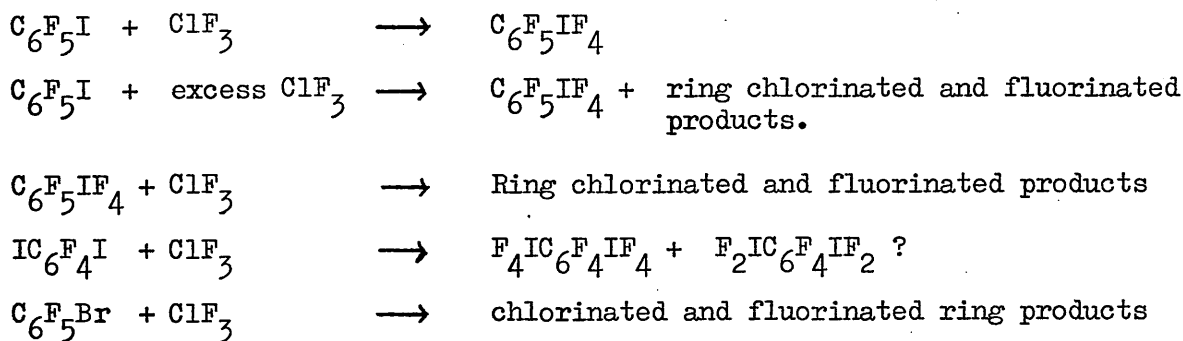 C₆F₅I + ClF₃ ⟶ C₆F₅IF₄
C₆F₅I + excess ClF₃ ⟶ C₆F₅IF₄ + ring chlorinated and fluorinated
products.
C₆F₅IF₄ + ClF₃ ⟶ Ring chlorinated and fluorinated products
IC₆F₄I + ClF₃ ⟶ F₄IC₆F₄IF₄ + F₂IC₆F₄IF₂ ?
C₆F₅Br + ClF₃ ⟶ chlorinated and fluorinated ring products